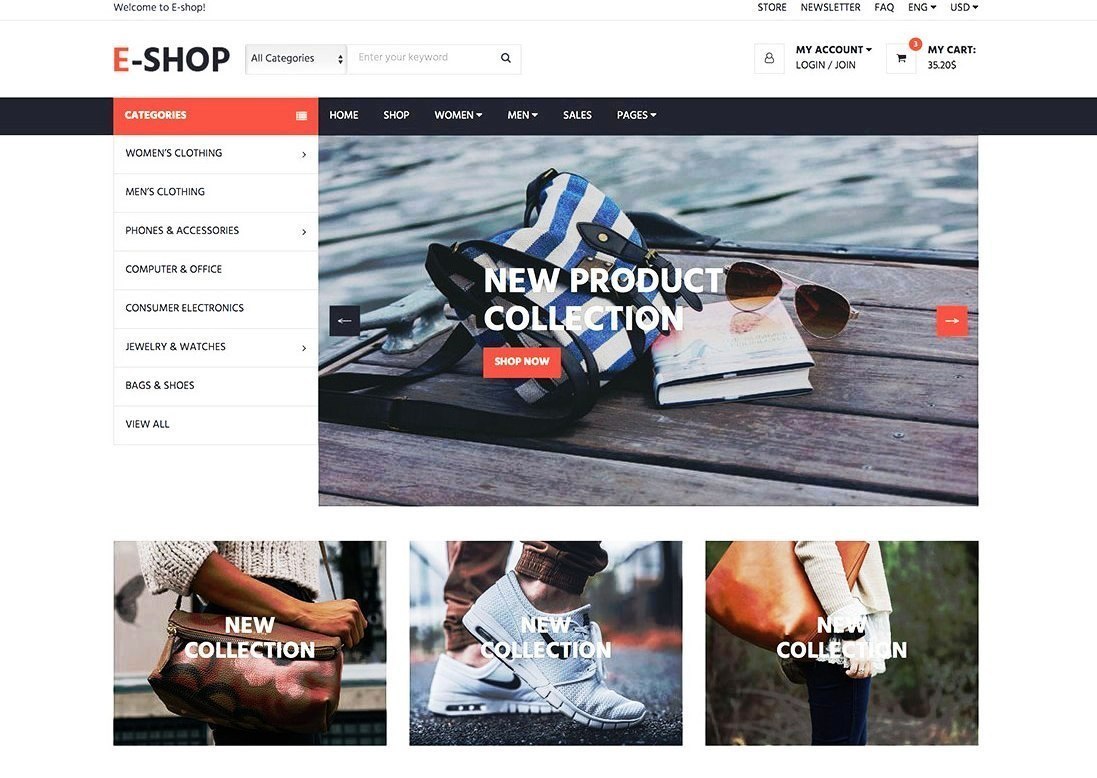 Welcome to E-shop!
STORE NEWSLETTER FAQ ENG USD
E-SHOP
All Categories
Enter your keyword
MY ACCOUNT
LOGIN / JOIN
3
MY CART:
35.20$
CATEGORIES
HOME SHOP WOMEN MEN SALES PAGES
WOMEN'S CLOTHING
MEN'S CLOTHING
PHONES & ACCESSORIES
COMPUTER & OFFICE
CONSUMER ELECTRONICS
JEWELRY & WATCHES
BAGS & SHOES
VIEW ALL
NEW PRODUCT
COLLECTION
SHOP NOW
NEW
COLLECTION
NEW
COLLECTION
NEW
COLLECTION